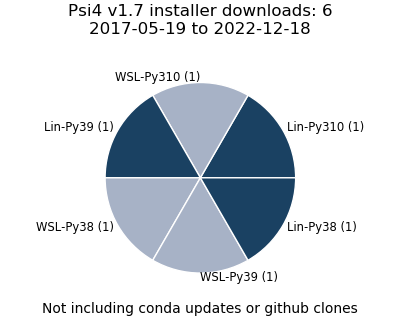 Psi4 v1.7 installer downloads: 6
2017-05-19 to 2022-12-18
WSL-Py310 (1)
Lin-Py39 (1)
Lin-Py310 (1)
WSL-Py38 (1)
Lin-Py38 (1)
WSL-Py39 (1)
Not including conda updates or github clones